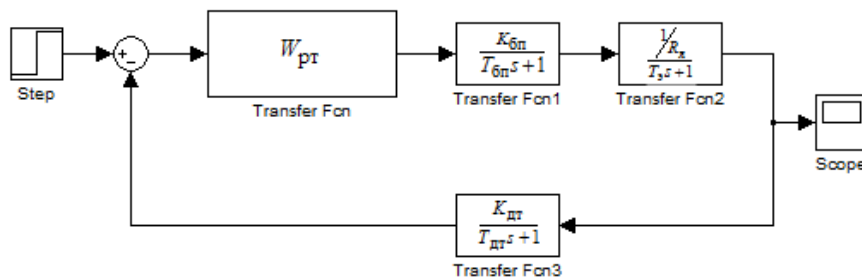 Step
+
−
W_рт
Transfer Fcn
K_бп
T_бп s + 1
Transfer Fcn1
1/R_я
T_э s + 1
Transfer Fcn2
Scope
K_дт
T_дт s + 1
Transfer Fcn3